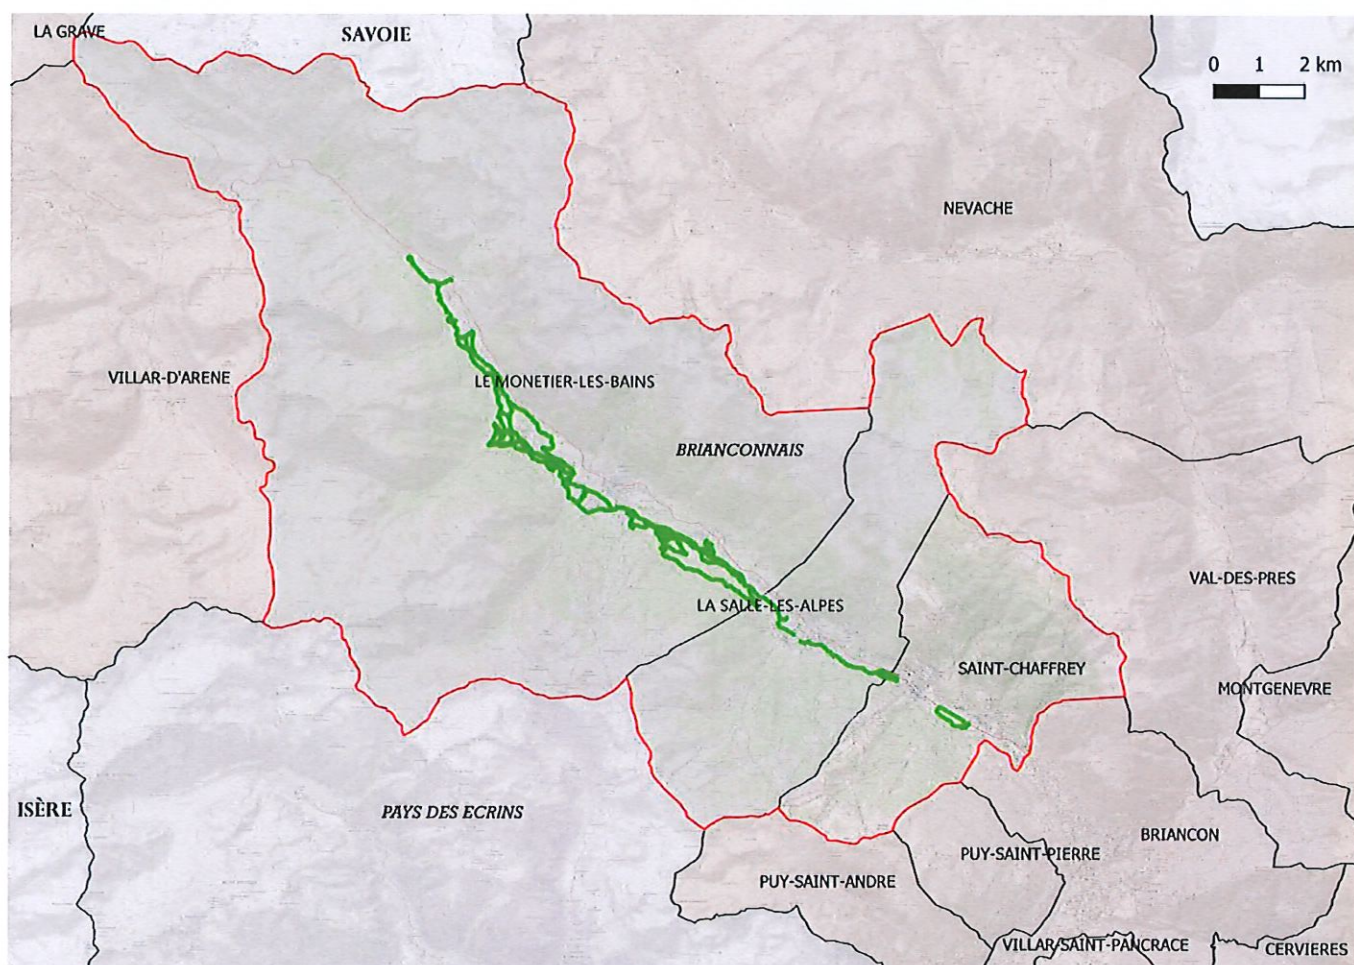 LA GRAVE
SAVOIE
0 1 2 km
NEVACHE
VILLAR-D'ARENE
LE MONETIER-LES-BAINS
BRIANCONNAIS
VAL-DES-PRES
LA SALLE-LES-ALPES
SAINT-CHAFFREY
MONTGENEVRE
ISÈRE
PAYS DES ECRINS
BRIANCON
PUY-SAINT-PIERRE
PUY-SAINT-ANDRE
VILLAR SAINT-PANCRACE
CERVIERES